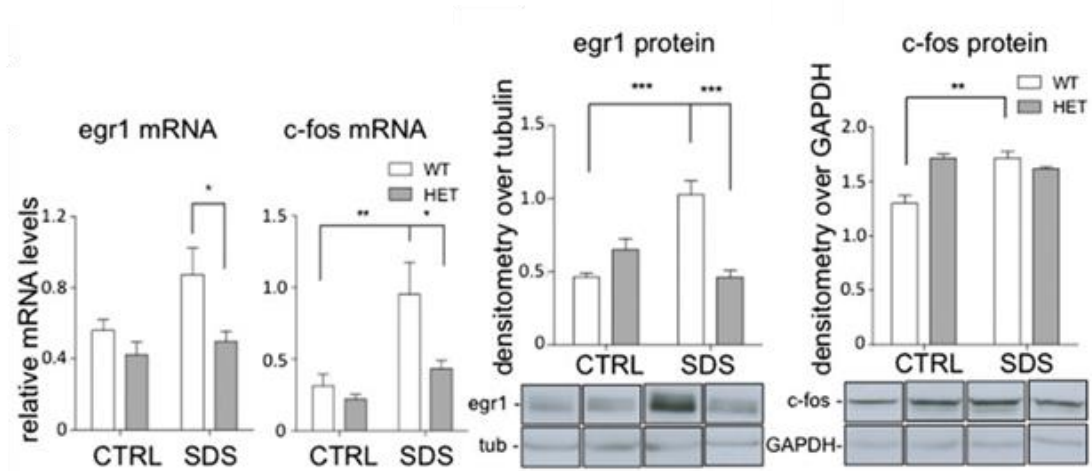 egr1 mRNA
relative mRNA levels
1.2
0.8
0.4
0
*
CTRL SDS
c-fos mRNA
WT
HET
1.5
1.0
0.5
0
** *
CTRL SDS
egr1 protein
densitometry over tubulin
1.5
1.0
0.5
0
*** ***
CTRL SDS
egr1 -
tub -
c-fos protein
WT
HET
densitometry over GAPDH
2.0
1.5
1.0
0.5
0
**
CTRL SDS
c-fos -
GAPDH-